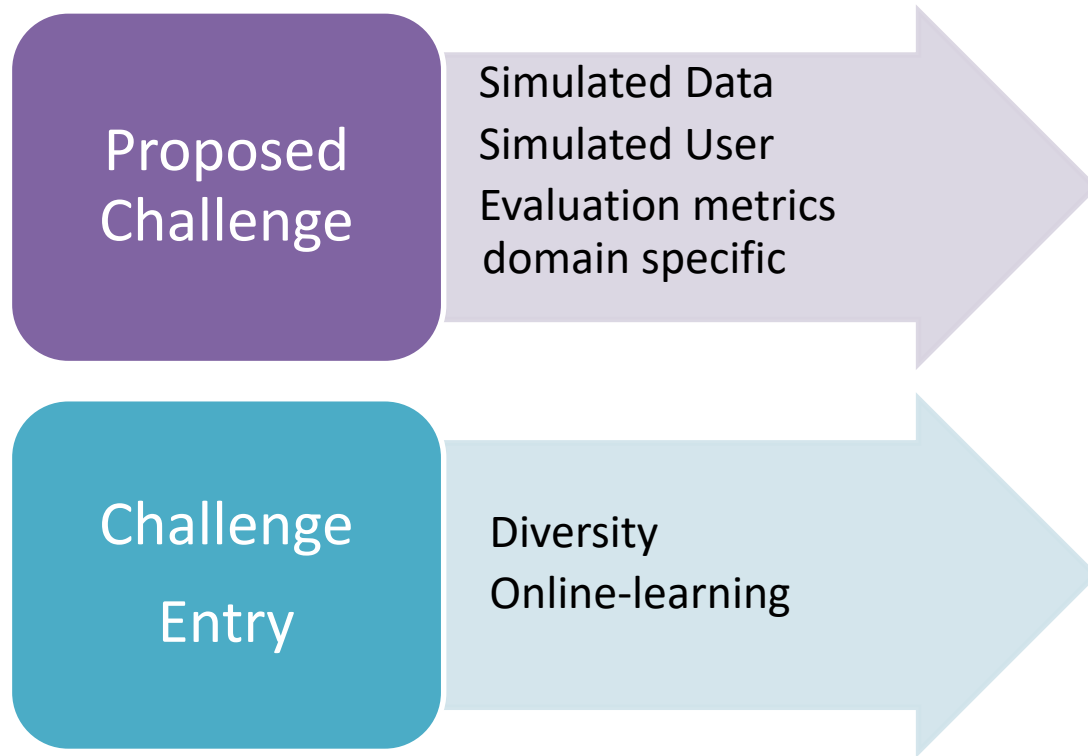 Proposed
Challenge
Simulated Data
Simulated User
Evaluation metrics
domain specific
Challenge
Entry
Diversity
Online-learning